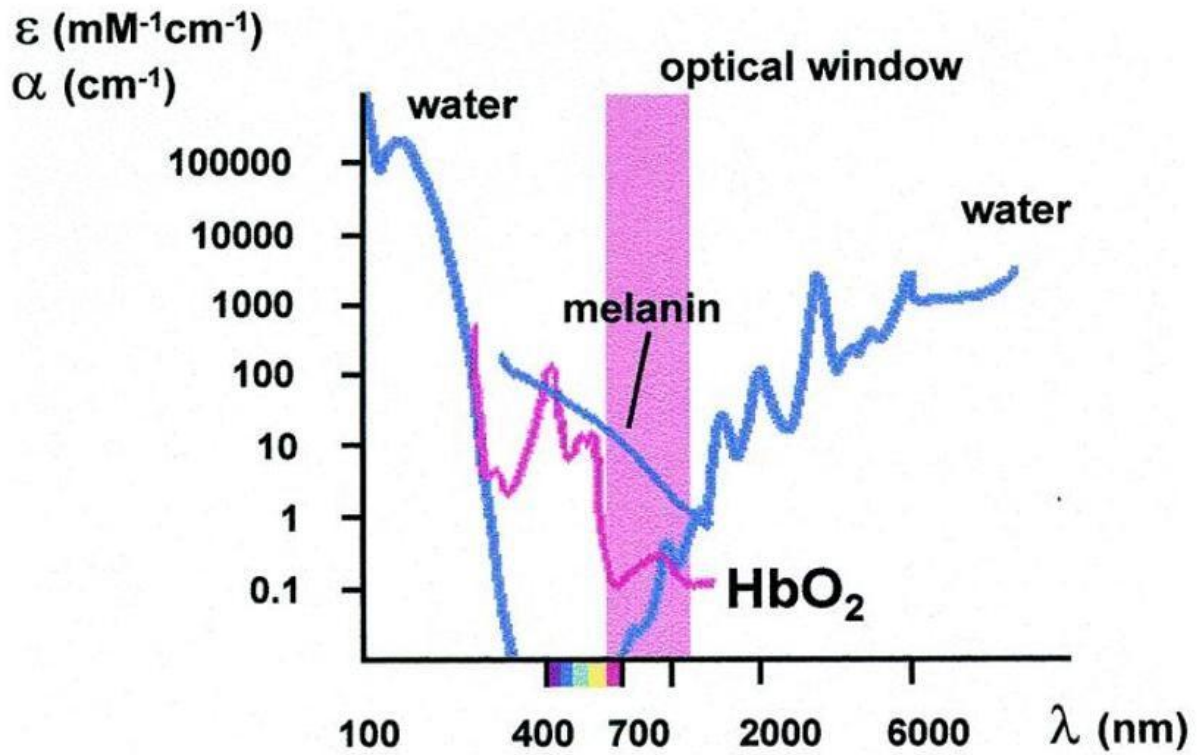 ε (mM⁻¹cm⁻¹)
α (cm⁻¹)
optical window
water
100000
10000
water
1000
melanin
100
10
1
0.1
HbO₂
100 400 700 2000 6000 λ (nm)